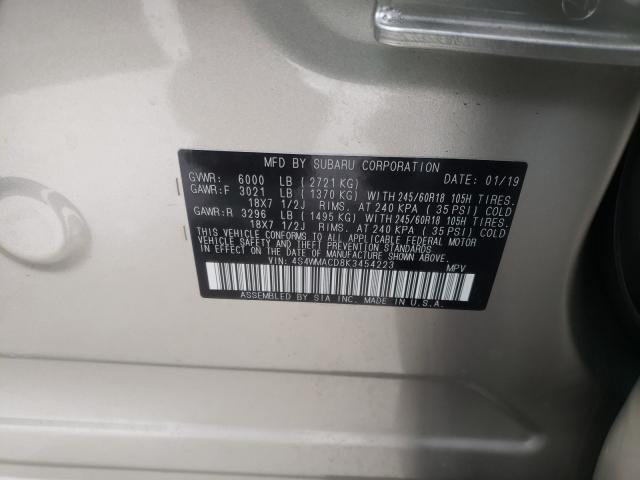 MFD BY SUBARU CORPORATION
GVWR: 6000 LB ( 2721 KG) DATE: 01/19
GAWR:F 3021 LB ( 1370 KG) WITH 245/60R18 105H TIRES.
18X7 1/2J RIMS. AT 240 KPA ( 35 PSI) COLD
GAWR:R 3296 LB ( 1495 KG) WITH 245/60R18 105H TIRES.
18X7 1/2J RIMS. AT 240 KPA ( 35 PSI) COLD
THIS VEHICLE CONFORMS TO ALL APPLICABLE FEDERAL MOTOR
VEHICLE SAFETY STANDARDS IN EFFECT
ON THE DATE OF MANUFACTURE SHOWN ABOVE.
VIN: 4S4WMACD8K3454223 MPV
ASSEMBLED BY SIA INC. MADE IN U.S.A.